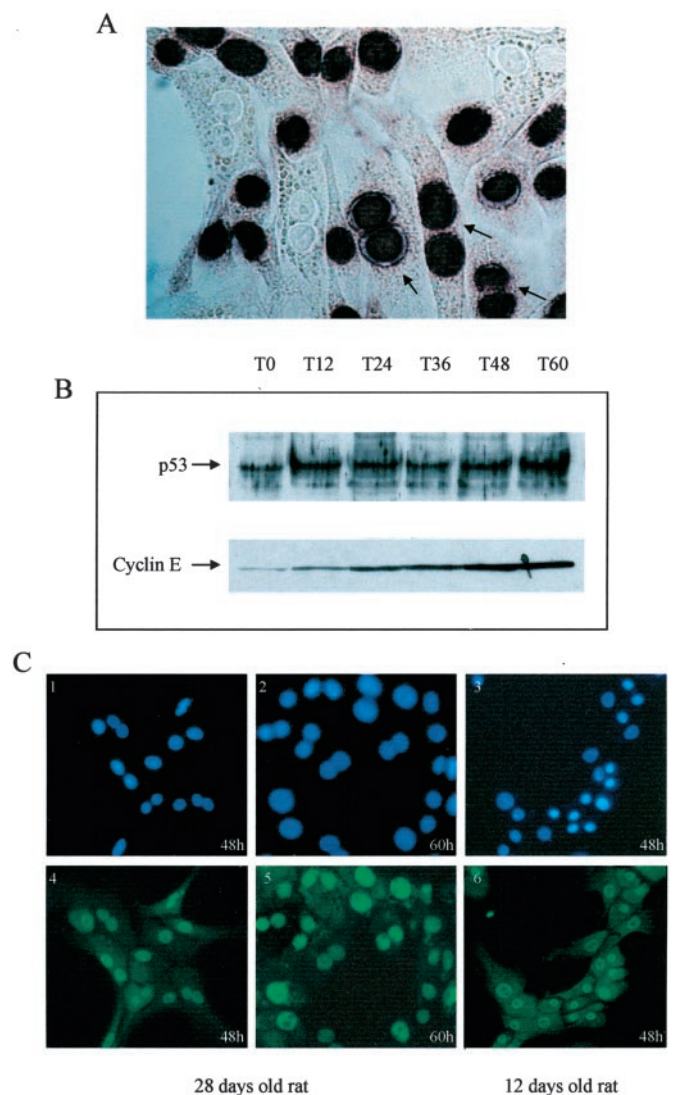 A
T0 T12 T24 T36 T48 T60
B
p53
Cyclin E
C
1 2 3
48h 60h 48h
4 5 6
48h 60h 48h
28 days old rat 12 days old rat